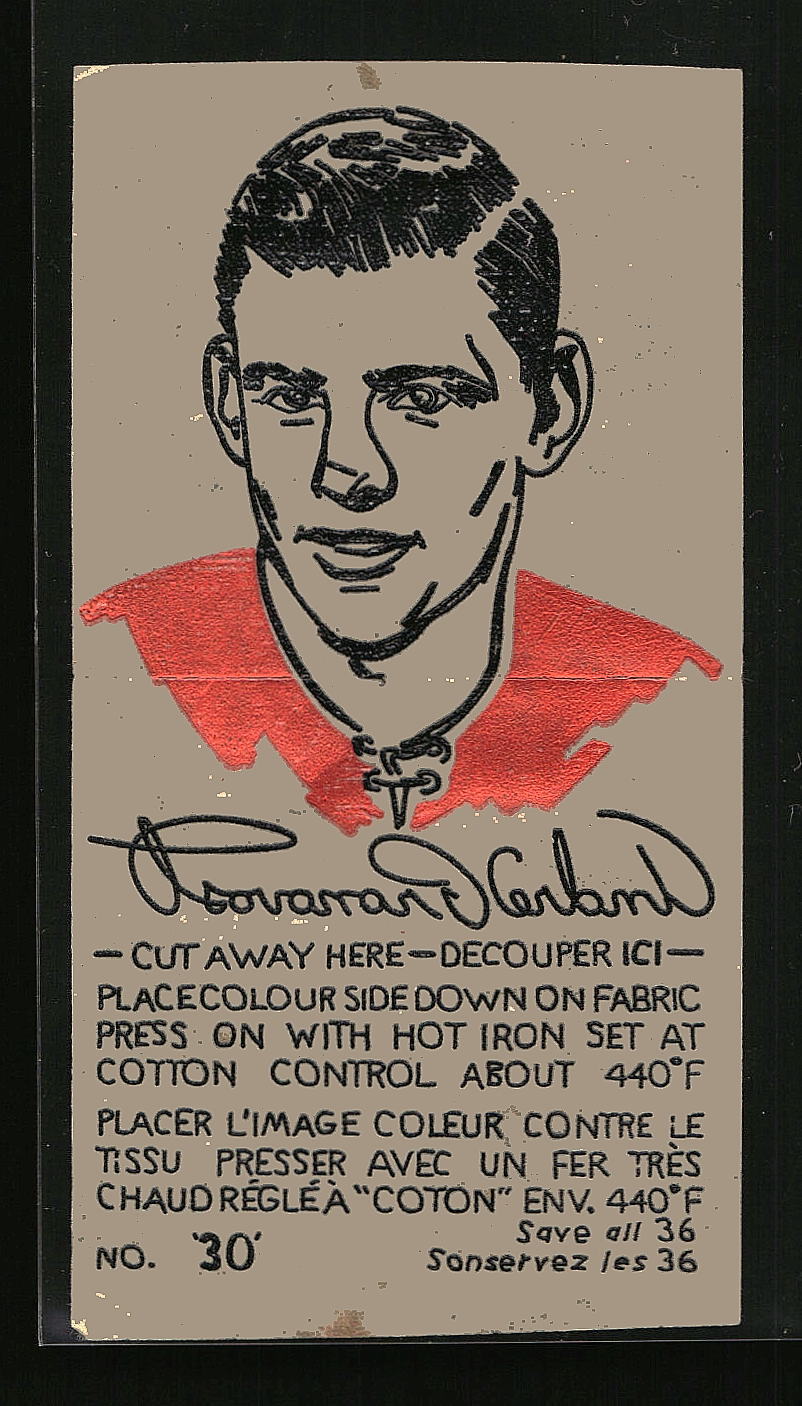 — CUT AWAY HERE — DECOUPER ICI —
PLACE COLOUR SIDE DOWN ON FABRIC
PRESS ON WITH HOT IRON SET AT
COTTON CONTROL ABOUT 440°F
PLACER L'IMAGE COLEUR CONTRE LE
TISSU PRESSER AVEC UN FER TRÈS
CHAUD RÉGLÉ À "COTON" ENV. 440°F
Save all 36
NO. '30' Sonservez les 36